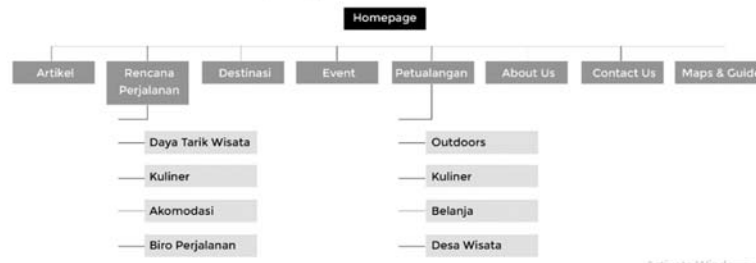 Homepage
Artikel
Rencana
Perjalanan
Destinasi
Event
Petualangan
About Us
Contact Us
Maps & Guide
Daya Tarik Wisata
Kuliner
Akomodasi
Biro Perjalanan
Outdoors
Kuliner
Belanja
Desa Wisata